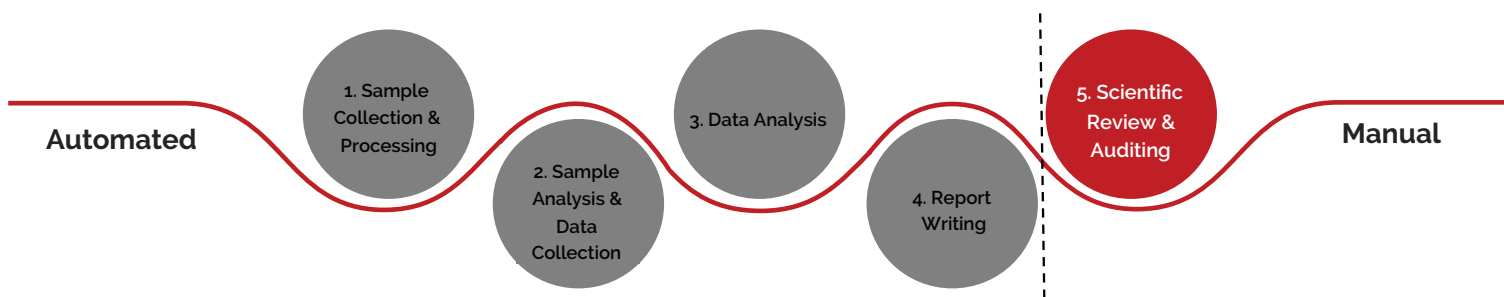 Automated
1. Sample
Collection &
Processing
2. Sample
Analysis &
Data
Collection
3. Data Analysis
4. Report
Writing
5. Scientific
Review &
Auditing
Manual